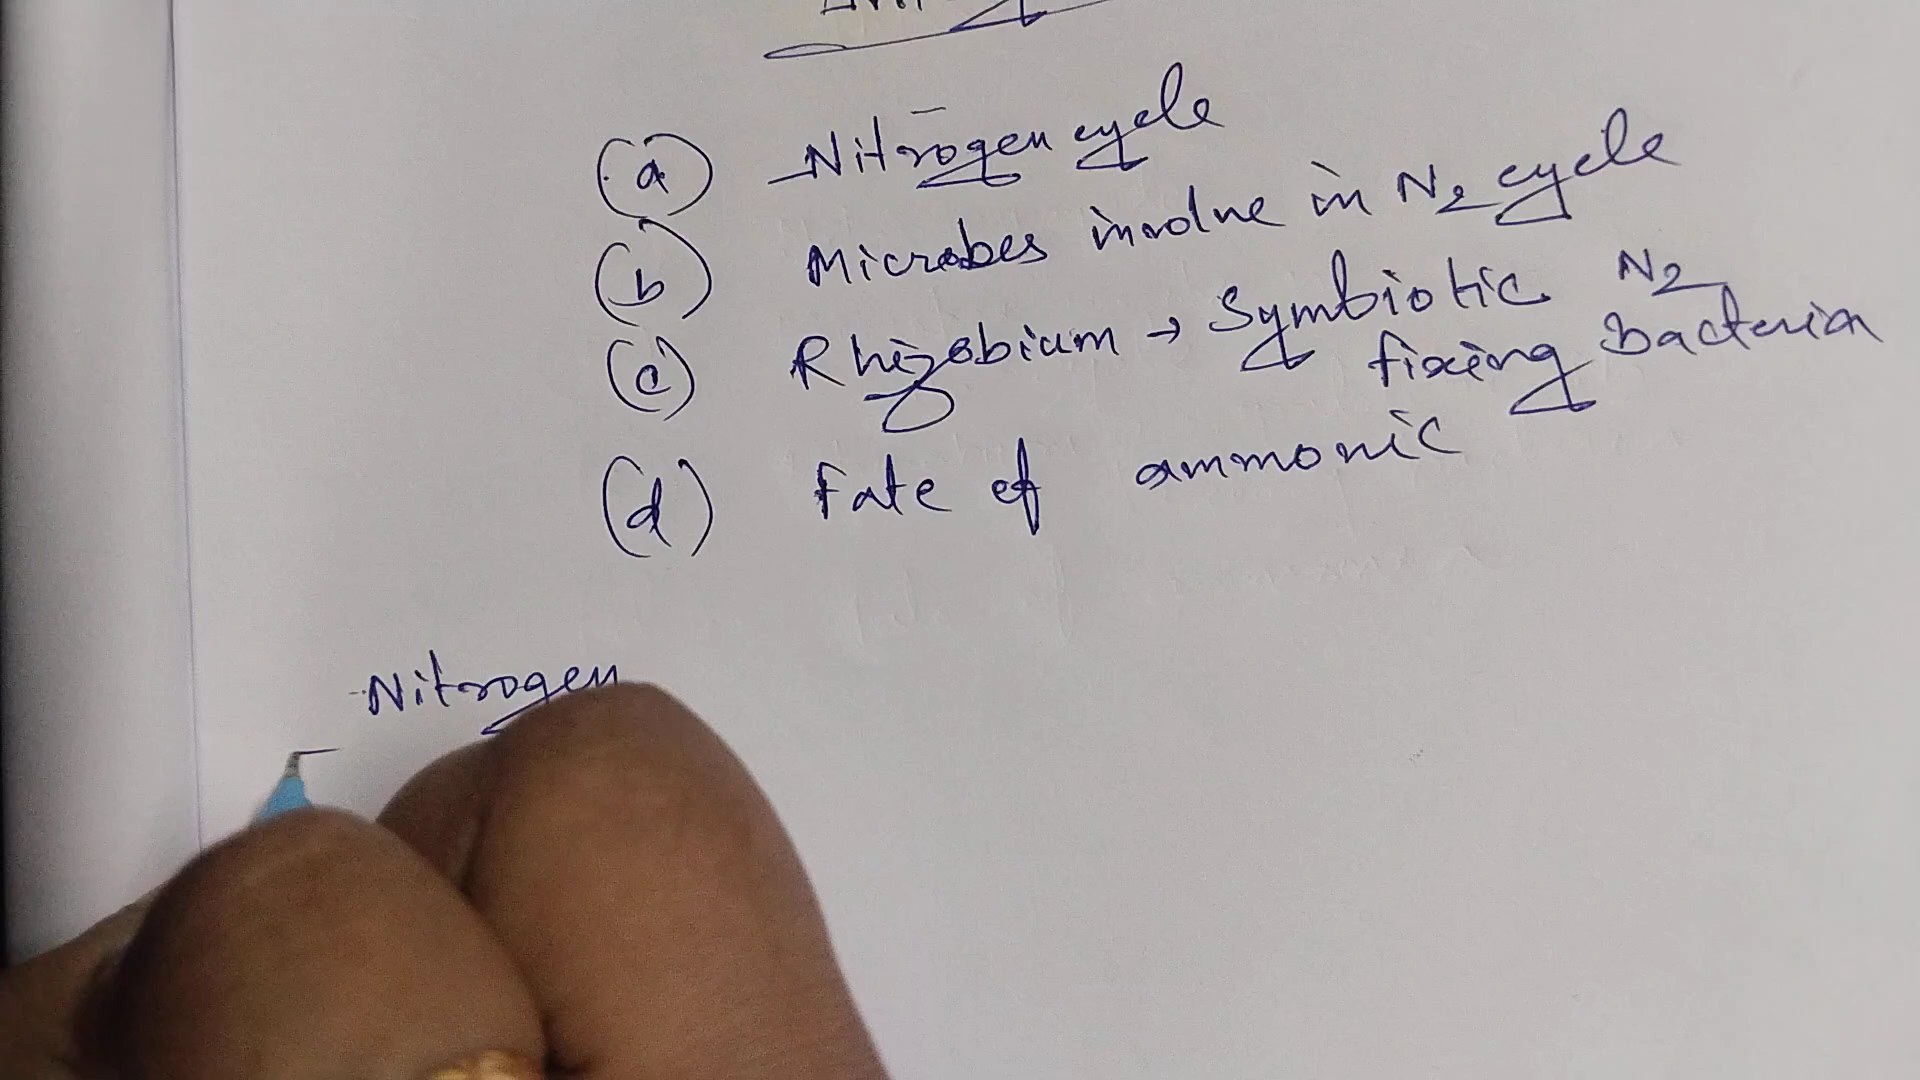 (a) Nitrogen cycle
(b) Microbes involve in N2 cycle
(c) Rhizobium → Symbiotic N2
fixing Bacteria
(d) Fate of ammonic
Nitrogen